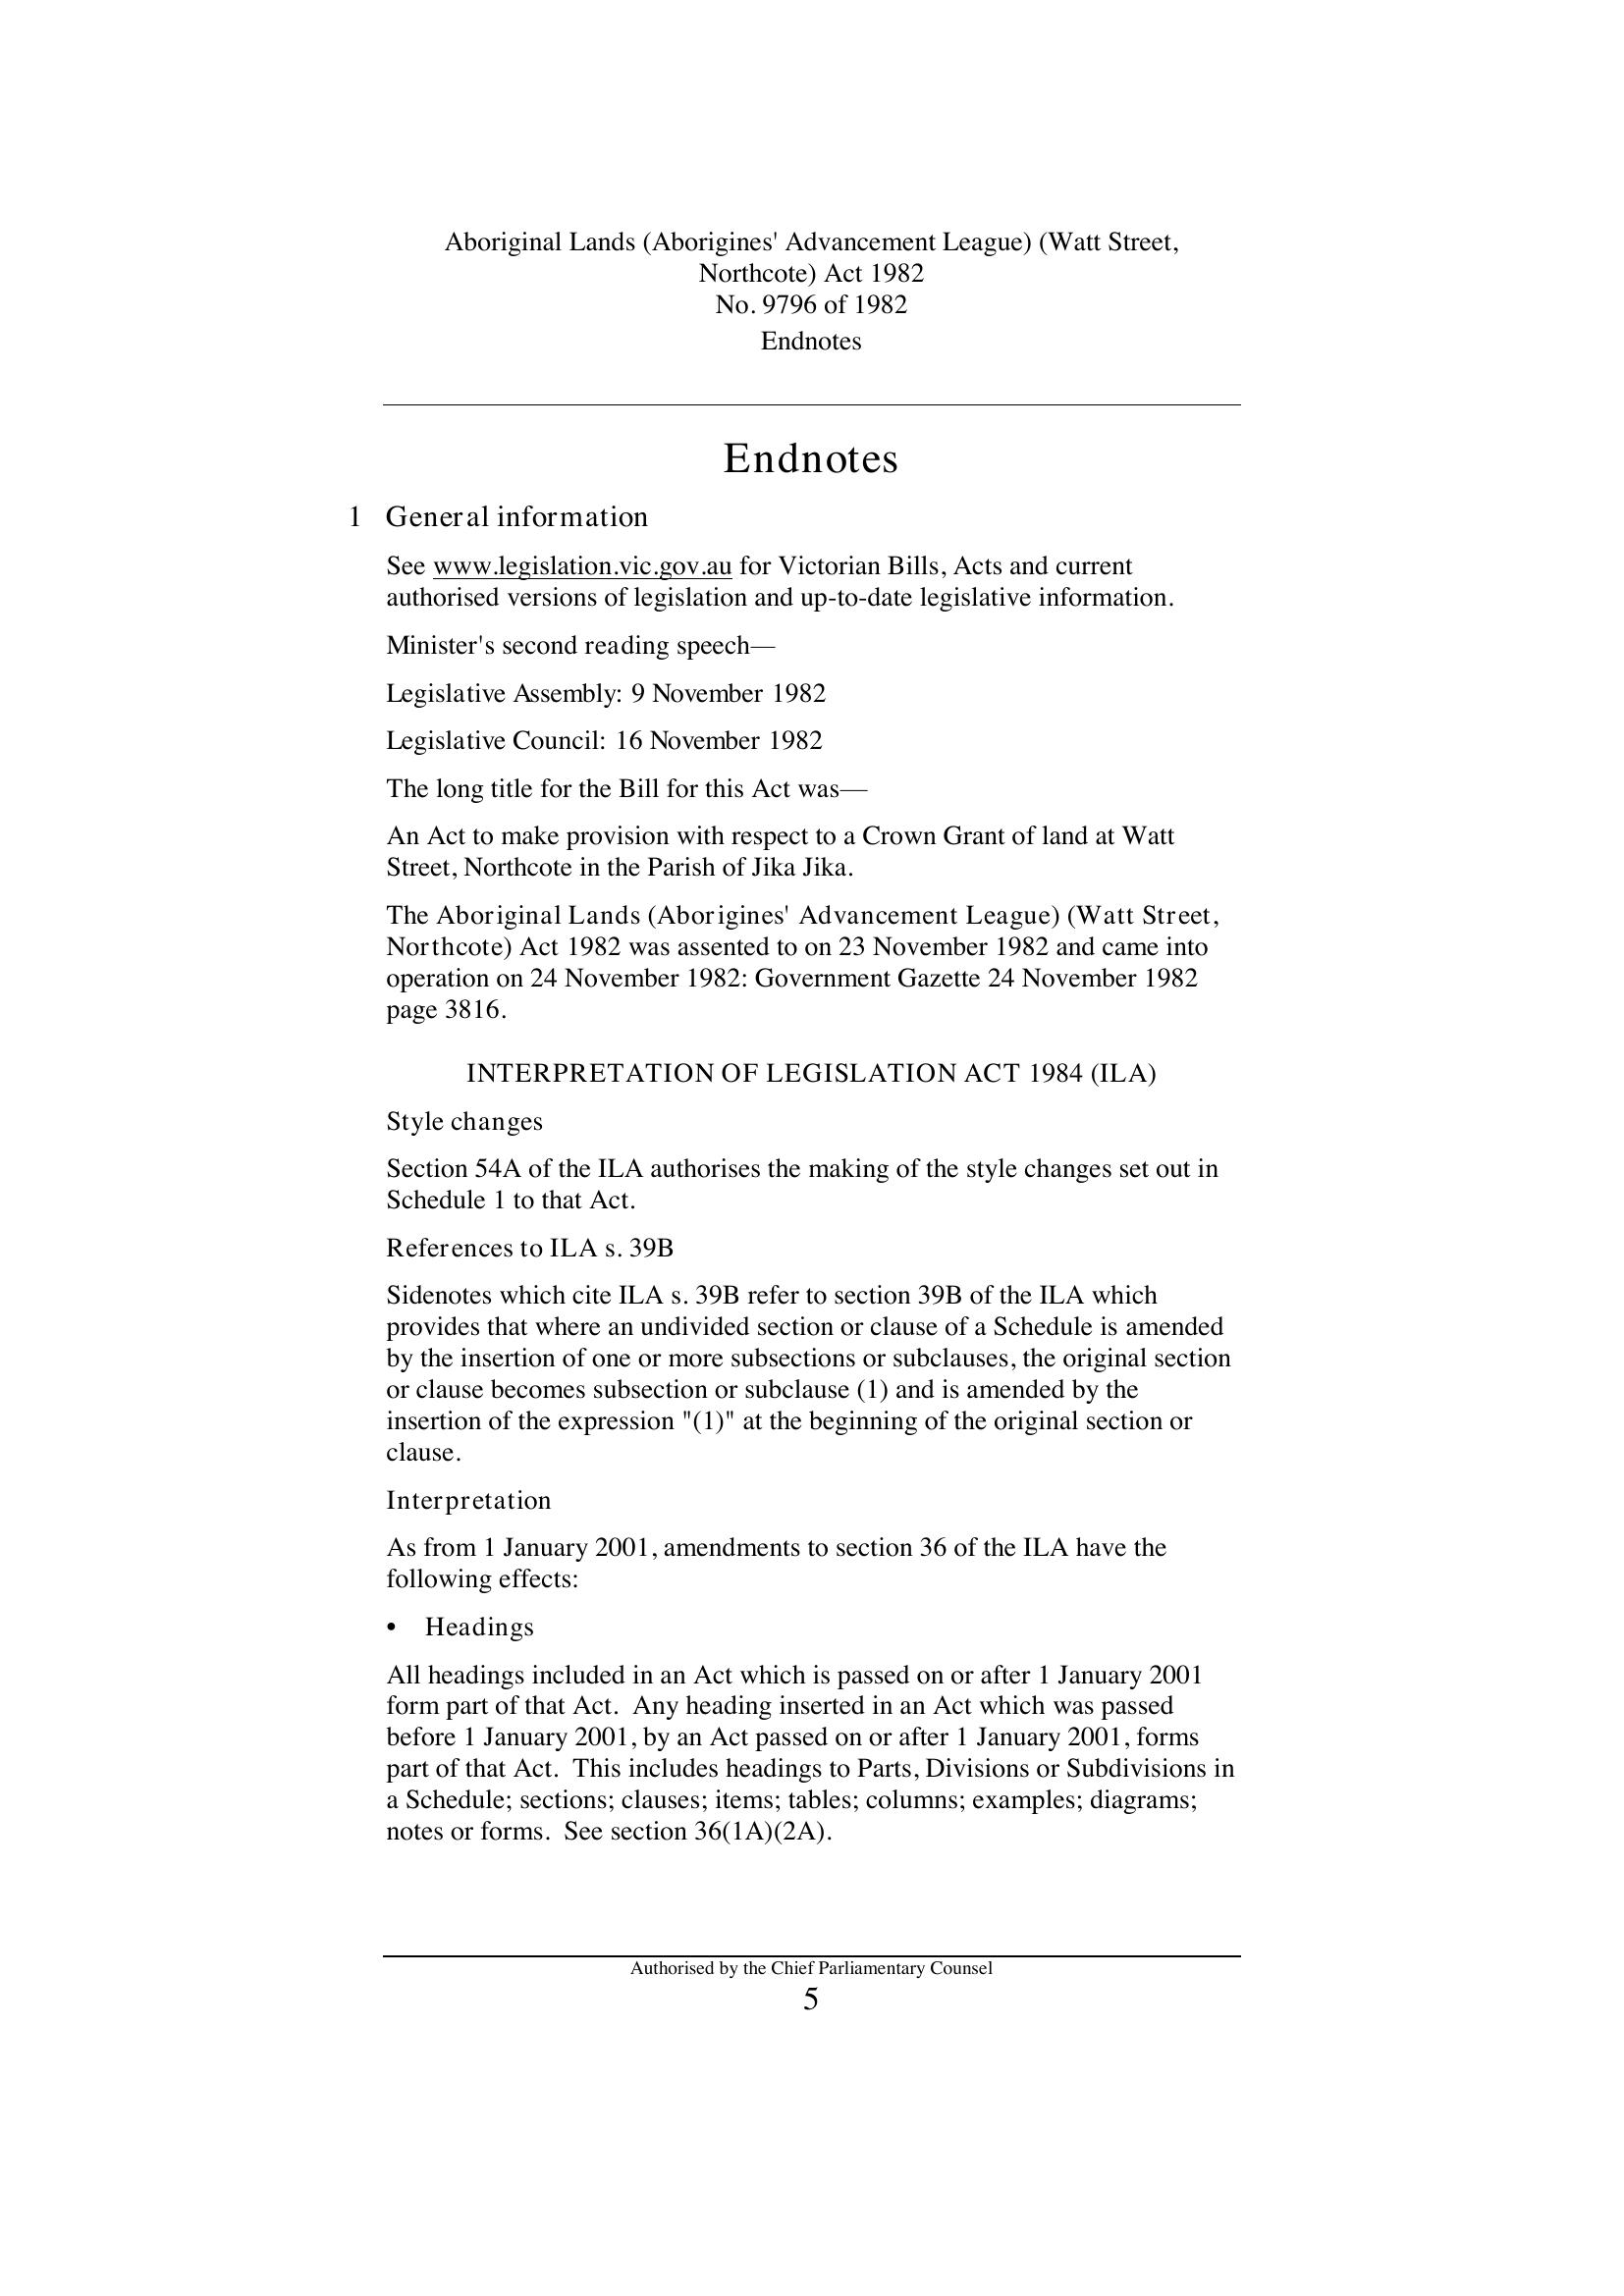 Aboriginal Lands (Aborigines' Advancement League) (Watt Street,
Northcote) Act 1982
No. 9796 of 1982
Endnotes
Endnotes
1 General information
See www.legislation.vic.gov.au for Victorian Bills, Acts and current
authorised versions of legislation and up-to-date legislative information.
Minister's second reading speech—
Legislative Assembly: 9 November 1982
Legislative Council: 16 November 1982
The long title for the Bill for this Act was—
An Act to make provision with respect to a Crown Grant of land at Watt
Street, Northcote in the Parish of Jika Jika.
The Aboriginal Lands (Aborigines' Advancement League) (Watt Street,
Northcote) Act 1982 was assented to on 23 November 1982 and came into
operation on 24 November 1982: Government Gazette 24 November 1982
page 3816.
INTERPRETATION OF LEGISLATION ACT 1984 (ILA)
Style changes
Section 54A of the ILA authorises the making of the style changes set out in
Schedule 1 to that Act.
References to ILA s. 39B
Sidenotes which cite ILA s. 39B refer to section 39B of the ILA which
provides that where an undivided section or clause of a Schedule is amended
by the insertion of one or more subsections or subclauses, the original section
or clause becomes subsection or subclause (1) and is amended by the
insertion of the expression "(1)" at the beginning of the original section or
clause.
Interpretation
As from 1 January 2001, amendments to section 36 of the ILA have the
following effects:
• Headings
All headings included in an Act which is passed on or after 1 January 2001
form part of that Act. Any heading inserted in an Act which was passed
before 1 January 2001, by an Act passed on or after 1 January 2001, forms
part of that Act. This includes headings to Parts, Divisions or Subdivisions in
a Schedule; sections; clauses; items; tables; columns; examples; diagrams;
notes or forms. See section 36(1A)(2A).
Authorised by the Chief Parliamentary Counsel
5